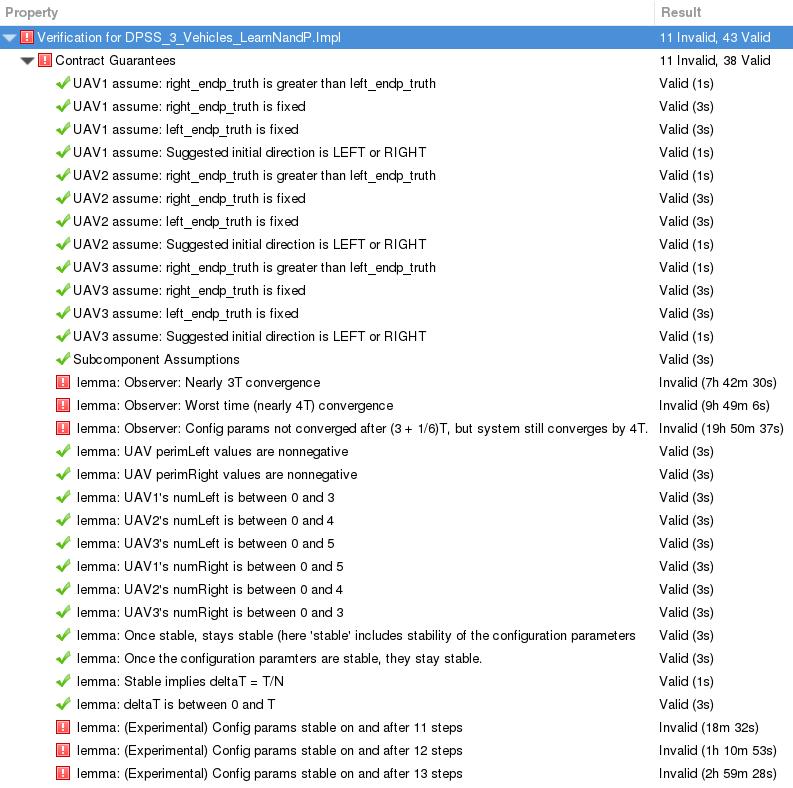 Property Result
Verification for DPSS_3_Vehicles_LearnNandP.Impl 11 Invalid, 43 Valid
Contract Guarantees 11 Invalid, 38 Valid
UAV1 assume: right_endp_truth is greater than left_endp_truth Valid (1s)
UAV1 assume: right_endp_truth is fixed Valid (3s)
UAV1 assume: left_endp_truth is fixed Valid (3s)
UAV1 assume: Suggested initial direction is LEFT or RIGHT Valid (1s)
UAV2 assume: right_endp_truth is greater than left_endp_truth Valid (1s)
UAV2 assume: right_endp_truth is fixed Valid (3s)
UAV2 assume: left_endp_truth is fixed Valid (3s)
UAV2 assume: Suggested initial direction is LEFT or RIGHT Valid (1s)
UAV3 assume: right_endp_truth is greater than left_endp_truth Valid (1s)
UAV3 assume: right_endp_truth is fixed Valid (3s)
UAV3 assume: left_endp_truth is fixed Valid (3s)
UAV3 assume: Suggested initial direction is LEFT or RIGHT Valid (1s)
Subcomponent Assumptions Valid (3s)
lemma: Observer: Nearly 3T convergence Invalid (7h 42m 30s)
lemma: Observer: Worst time (nearly 4T) convergence Invalid (9h 49m 6s)
lemma: Observer: Config params not converged after (3 + 1/6)T, but system still converges by 4T. Invalid (19h 50m 37s)
lemma: UAV perimLeft values are nonnegative Valid (3s)
lemma: UAV perimRight values are nonnegative Valid (3s)
lemma: UAV1's numLeft is between 0 and 3 Valid (3s)
lemma: UAV2's numLeft is between 0 and 4 Valid (3s)
lemma: UAV3's numLeft is between 0 and 5 Valid (3s)
lemma: UAV1's numRight is between 0 and 5 Valid (3s)
lemma: UAV2's numRight is between 0 and 4 Valid (3s)
lemma: UAV3's numRight is between 0 and 3 Valid (3s)
lemma: Once stable, stays stable (here 'stable' includes stability of the configuration parameters Valid (3s)
lemma: Once the configuration paramters are stable, they stay stable. Valid (3s)
lemma: Stable implies deltaT = T/N Valid (1s)
lemma: deltaT is between 0 and T Valid (3s)
lemma: (Experimental) Config params stable on and after 11 steps Invalid (18m 32s)
lemma: (Experimental) Config params stable on and after 12 steps Invalid (1h 10m 53s)
lemma: (Experimental) Config params stable on and after 13 steps Invalid (2h 59m 28s)